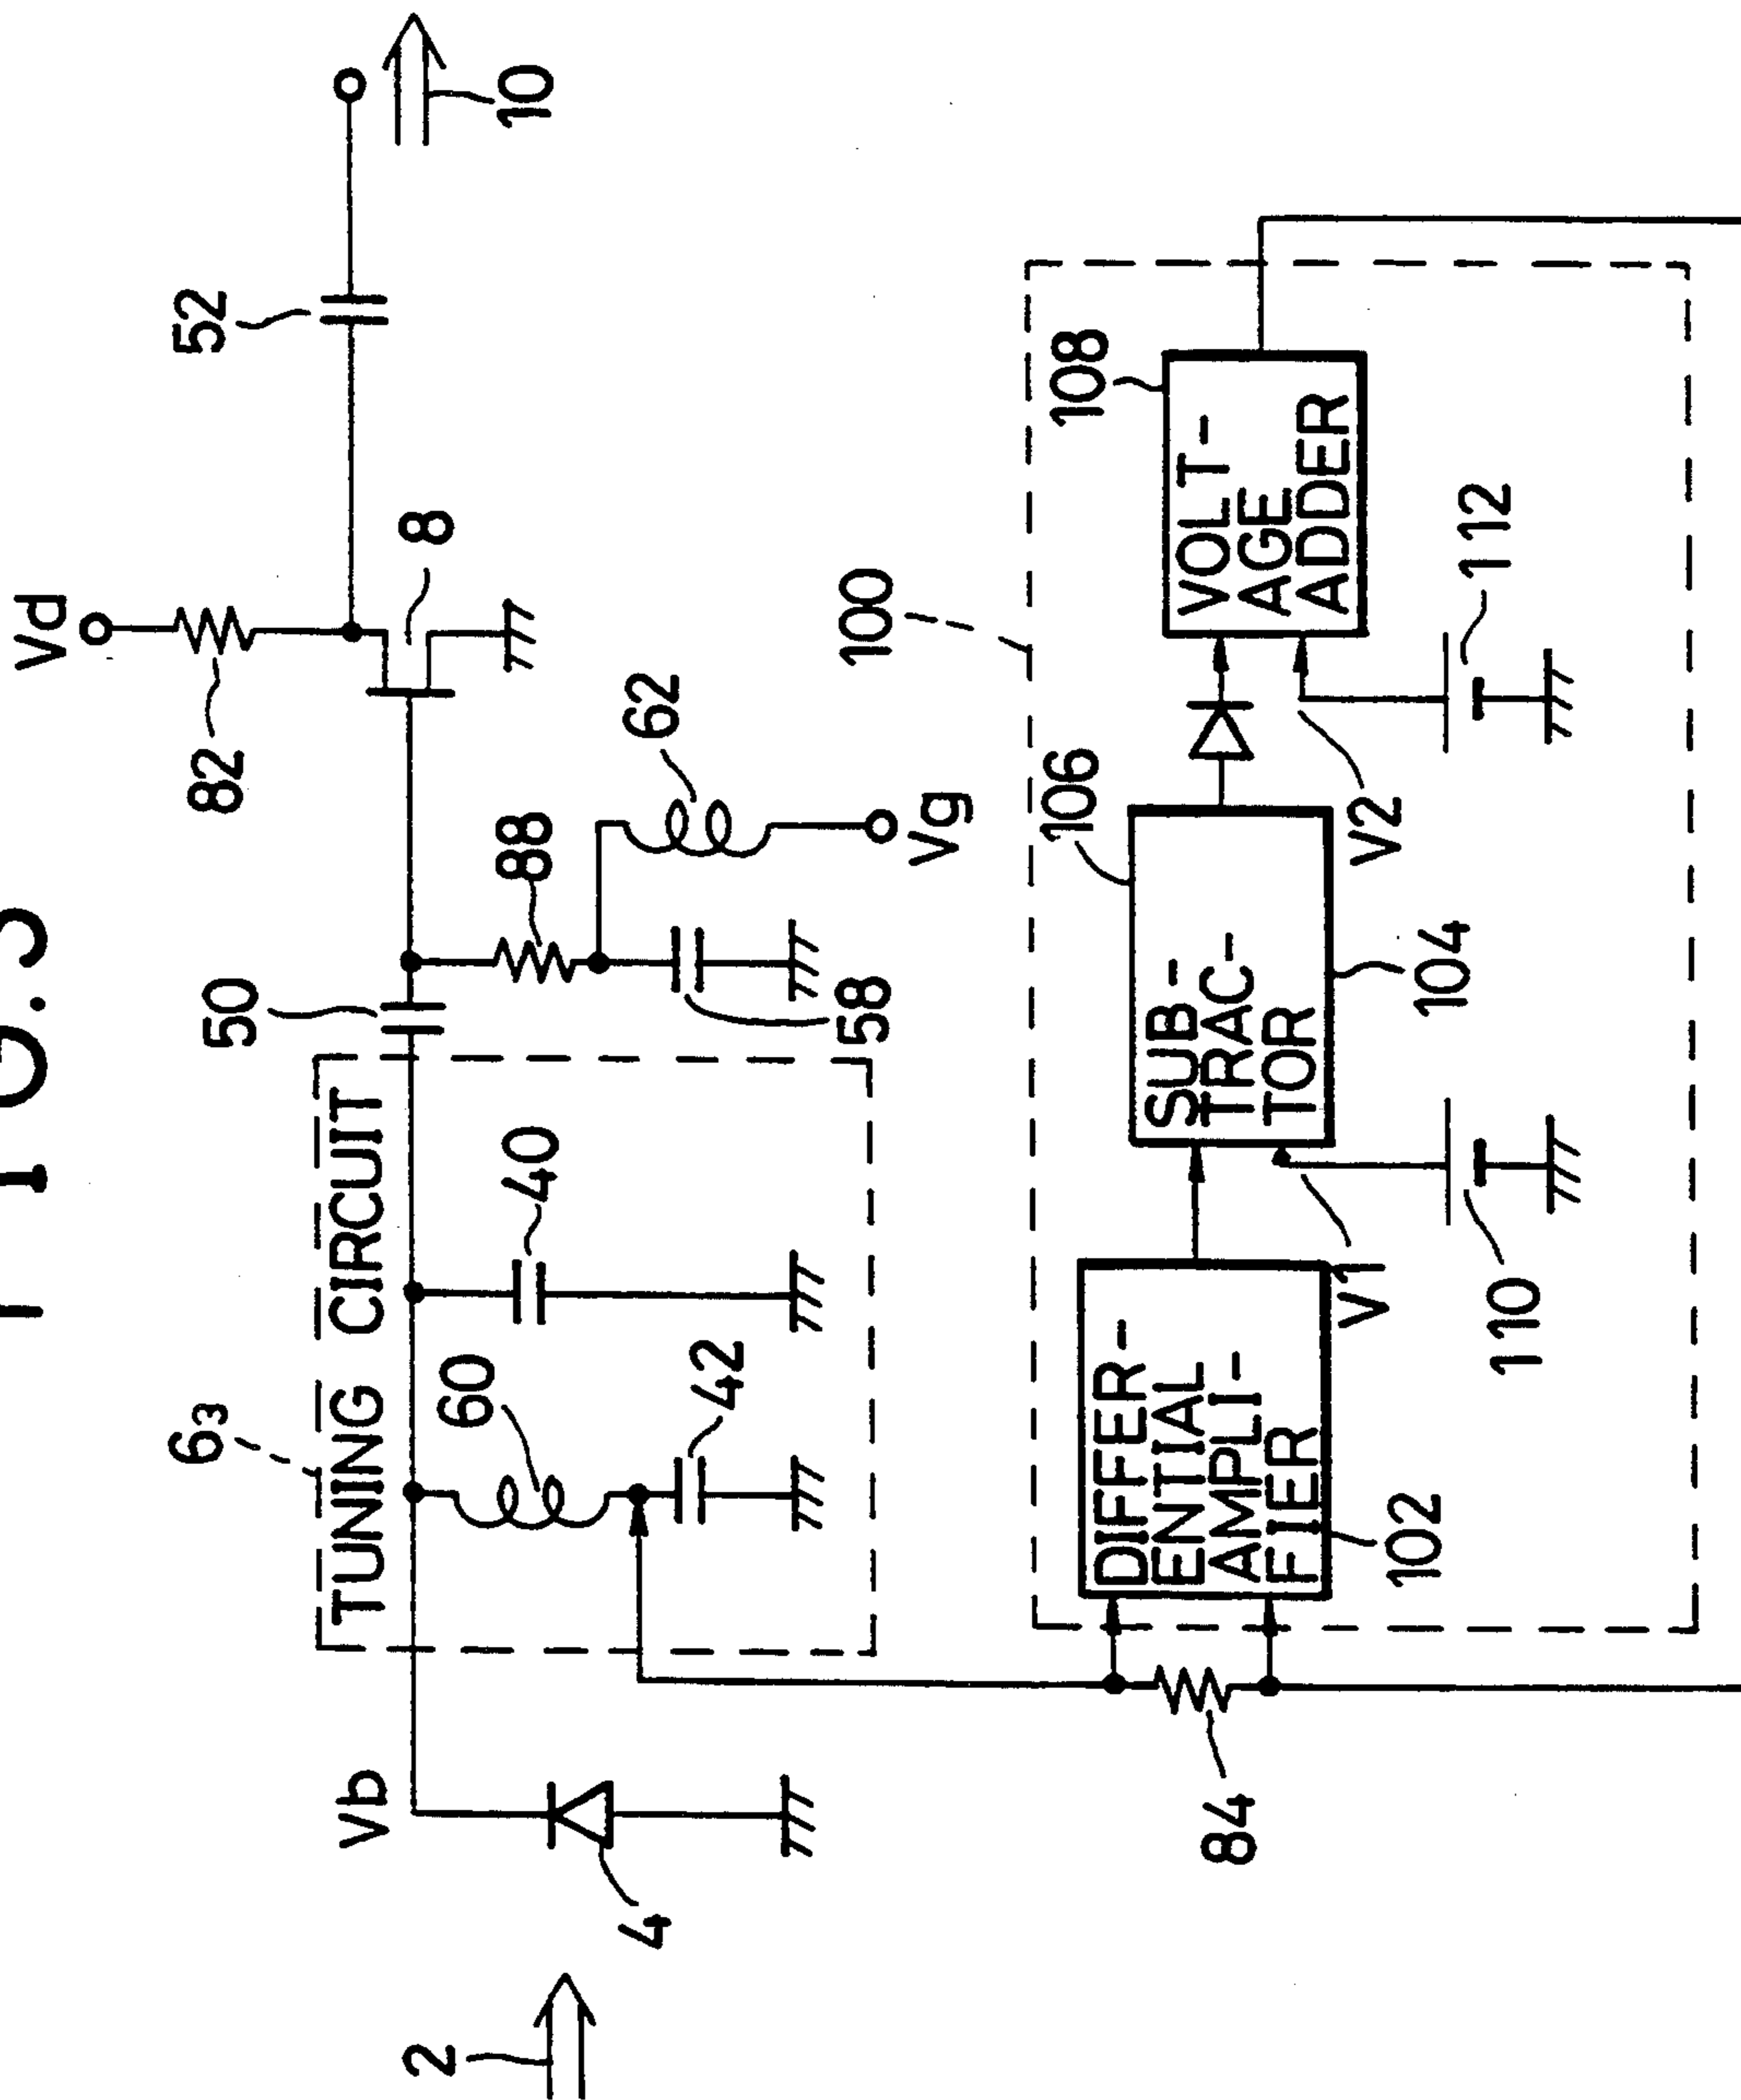 FIG.3
Vd
52
10
82
8
50
88
62
Vg
58
6₃
TUNING CIRCUIT
60
40
42
Vb
4
2
100
84
DIFFER-
ENTIAL
AMPLI-
FIER
102
V1
110
SUB-
TRAC-
TOR
104
106
V2
112
VOLT-
AGE
ADDER
108